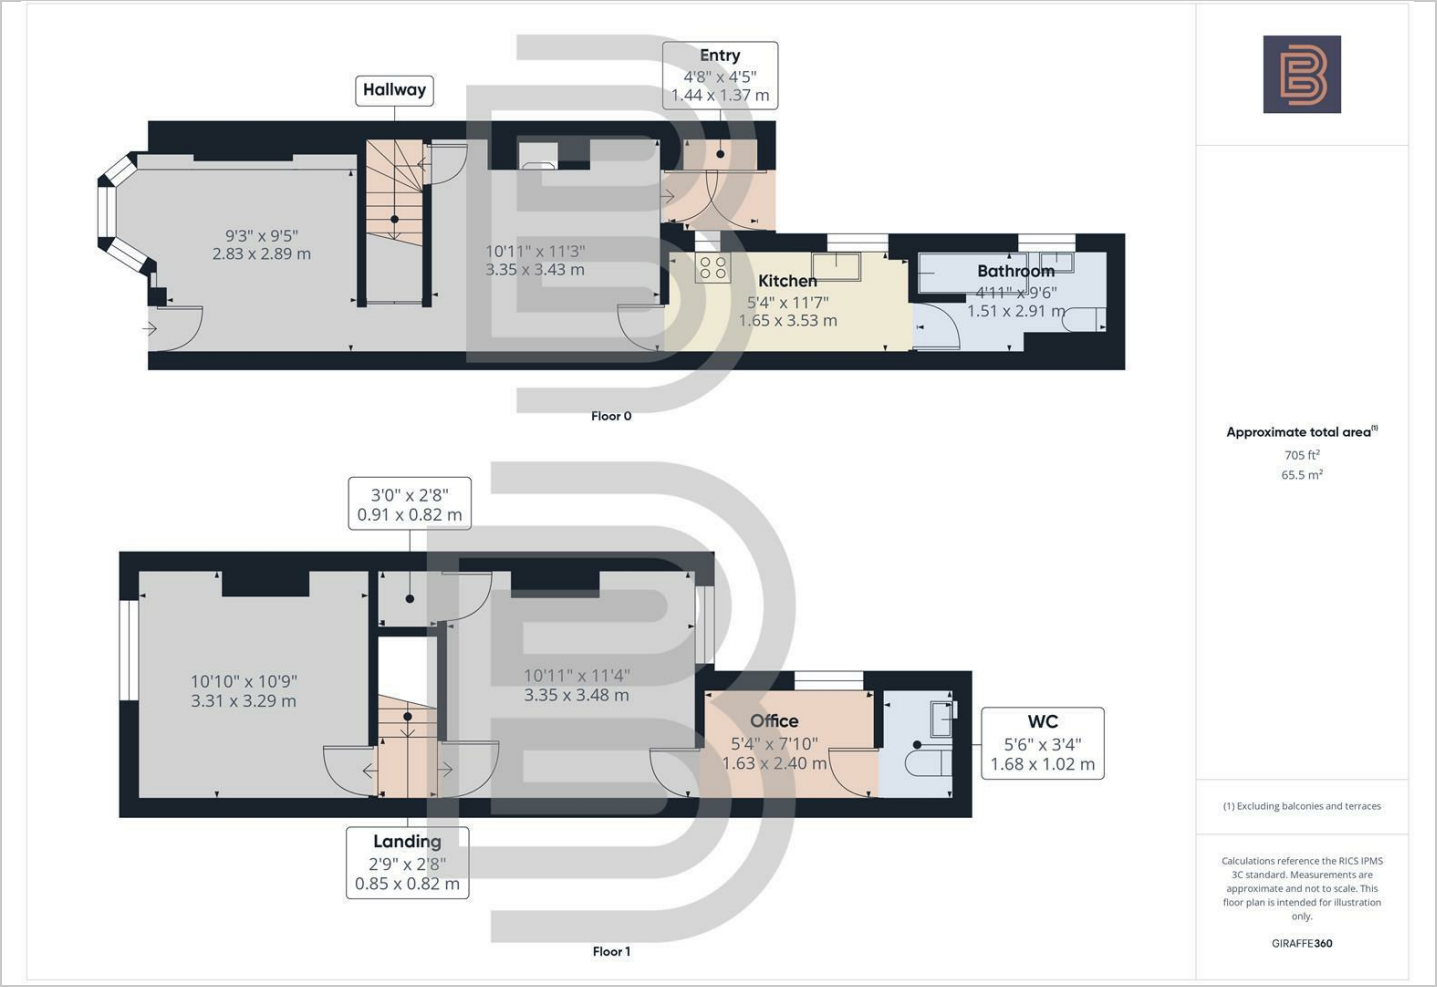 Entry
4'8" x 4'5"
1.44 x 1.37 m
Hallway
9'3" x 9'5"
2.83 x 2.89 m
10'11" x 11'3"
3.35 x 3.43 m
Kitchen
5'4" x 11'7"
1.65 x 3.53 m
Bathroom
4'11" x 9'6"
1.51 x 2.91 m
Floor 0
3'0" x 2'8"
0.91 x 0.82 m
10'10" x 10'9"
3.31 x 3.29 m
10'11" x 11'4"
3.35 x 3.48 m
Office
5'4" x 7'10"
1.63 x 2.40 m
WC
5'6" x 3'4"
1.68 x 1.02 m
Landing
2'9" x 2'8"
0.85 x 0.82 m
Floor 1
B
Approximate total area(1)
705 ft²
65.5 m²
(1) Excluding balconies and terraces
Calculations reference the RICS IPMS
3C standard. Measurements are
approximate and not to scale. This
floor plan is intended for illustration
only.
GIRAFFE360